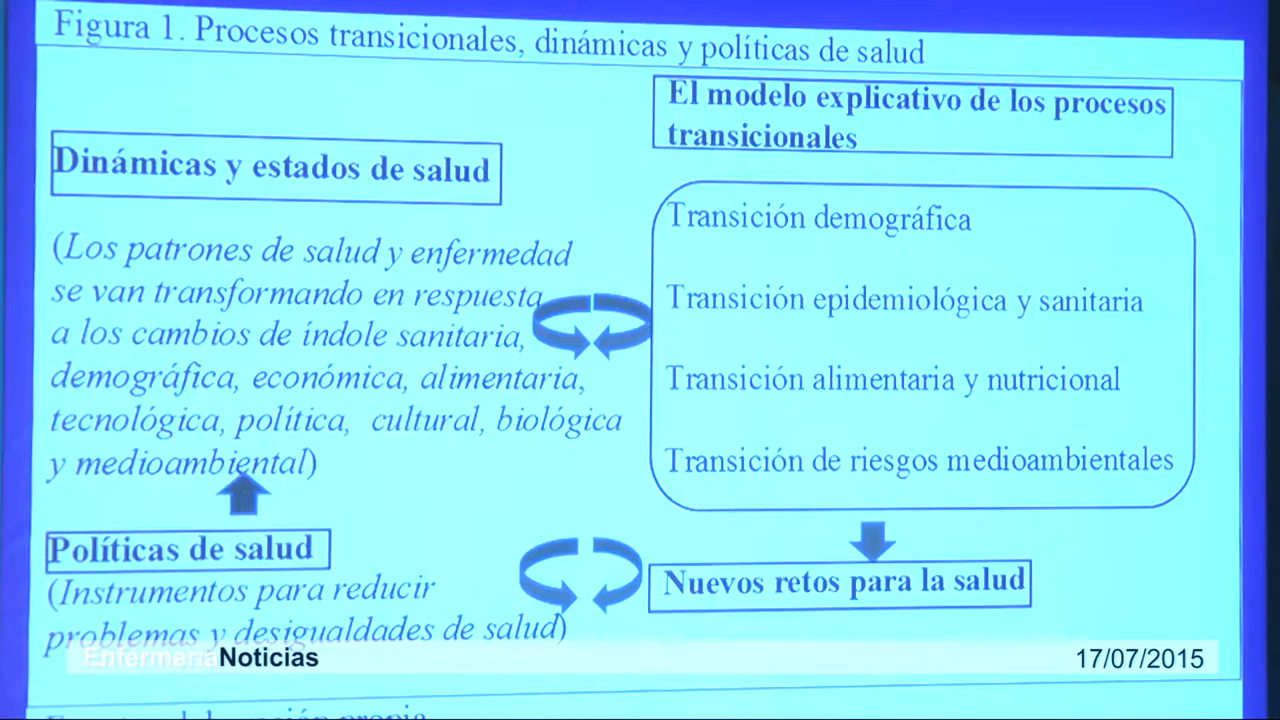 Figura 1. Procesos transicionales, dinámicas y políticas de salud
El modelo explicativo de los procesos
transicionales
Dinámicas y estados de salud
(Los patrones de salud y enfermedad
se van transformando en respuesta
a los cambios de índole sanitaria,
demográfica, económica, alimentaria,
tecnológica, política, cultural, biológica
y medioambiental)
Transición demográfica
Transición epidemiológica y sanitaria
Transición alimentaria y nutricional
Transición de riesgos medioambientales
Políticas de salud
(Instrumentos para reducir
problemas y desigualdades de salud)
Nuevos retos para la salud
EnfermeríaNoticias
17/07/2015